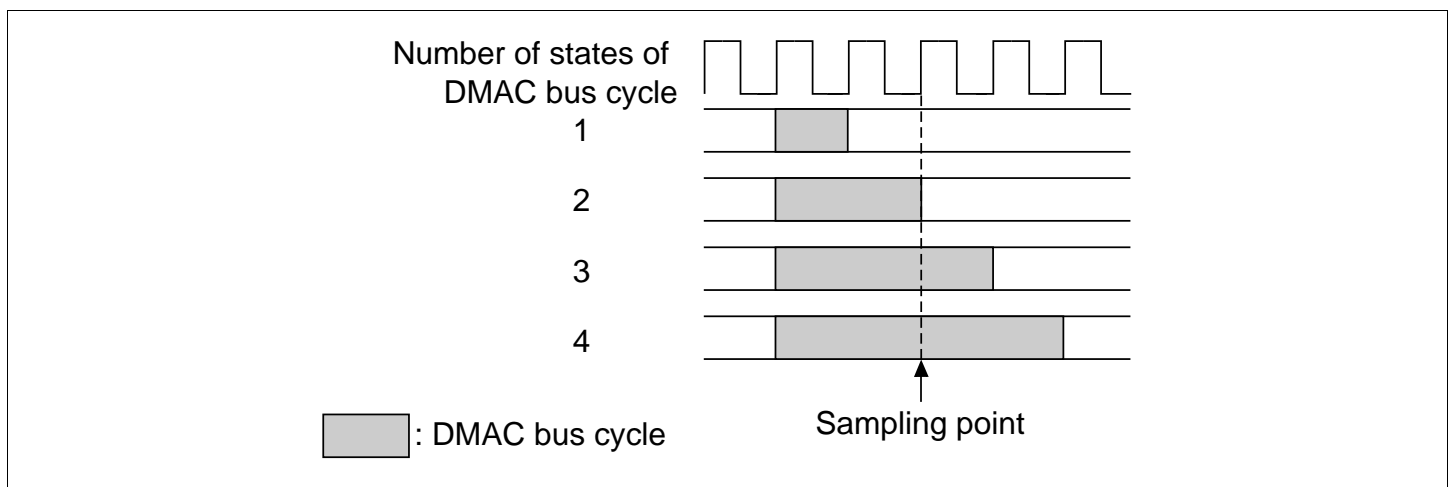 Number of states of
DMAC bus cycle
1
2
3
4
: DMAC bus cycle
Sampling point